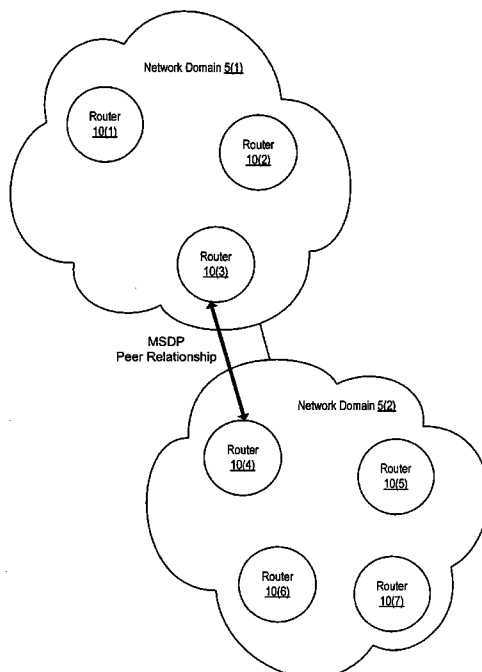 Network Domain 5(1)
Router
10(1)
Router
10(2)
Router
10(3)
MSDP
Peer Relationship
Network Domain 5(2)
Router
10(4)
Router
10(5)
Router
10(6)
Router
10(7)